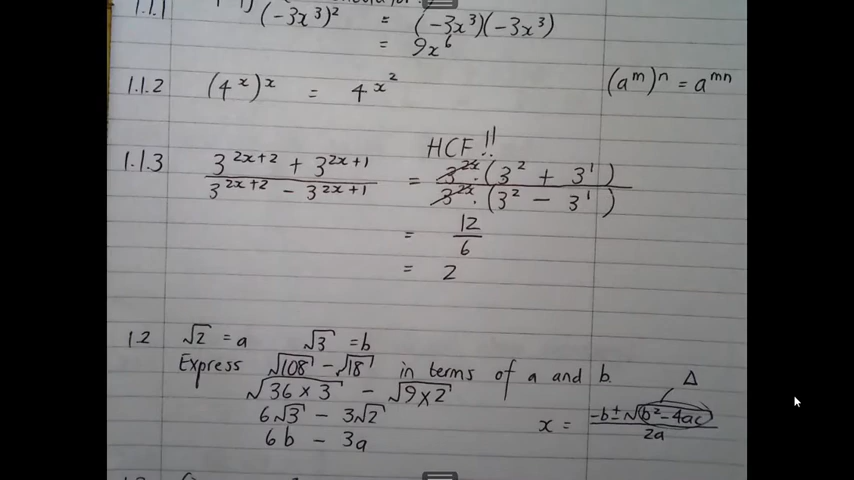 1.1.1 (-3x³)² = (-3x³)(-3x³)
= 9x⁶
1.1.2 (4ˣ)ˣ = 4^x² (aᵐ)ⁿ = aᵐⁿ
HCF!!
1.1.3 (3^(2x+2) + 3^(2x+1))/(3^(2x+2) - 3^(2x+1)) = (3^(2x)·(3² + 3¹))/(3^(2x)·(3² - 3¹))
= 12/6
= 2
1.2 √2 = a √3 = b
Express √108 - √18 in terms of a and b.
√(36 × 3) - √(9×2)
6√3 - 3√2
6b - 3a
Δ
x = (-b ± √(b² - 4ac))/2a